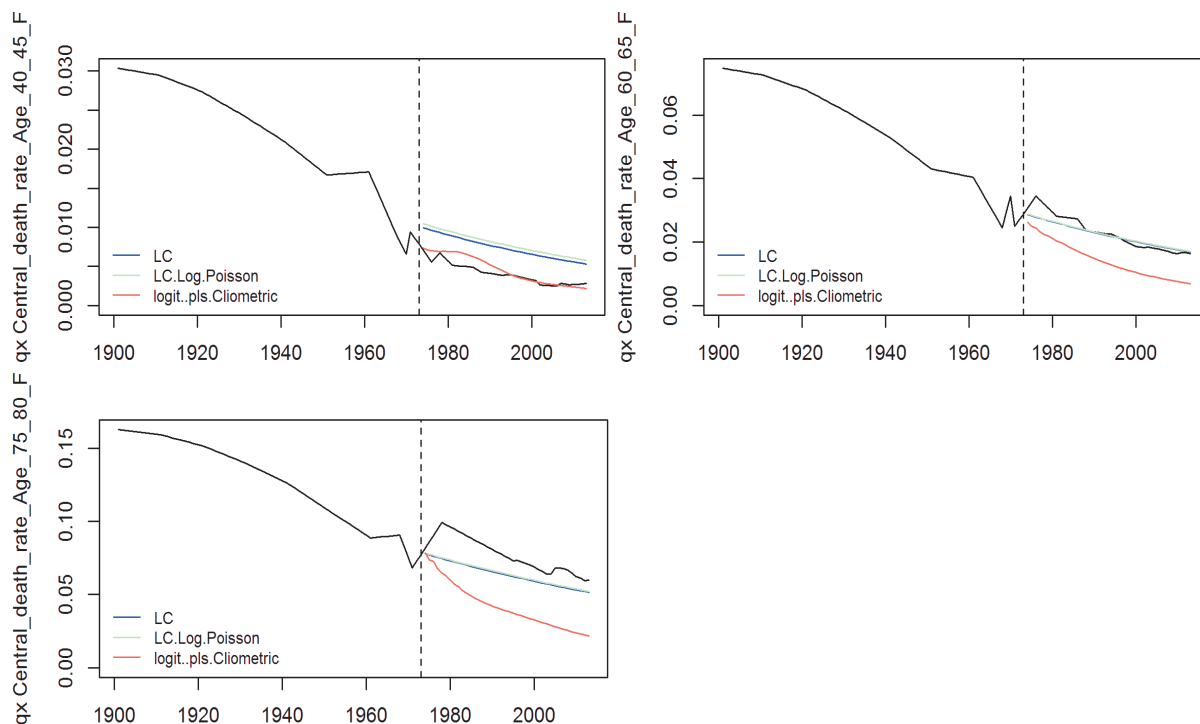 qx Central_death_rate_Age_40_45_F
0.030
0.020
0.010
0.000
LC
LC.Log.Poisson
logit..pls.Cliometric
1900 1920 1940 1960 1980 2000
qx Central_death_rate_Age_60_65_F
0.06
0.04
0.02
0.00
LC
LC.Log.Poisson
logit..pls.Cliometric
1900 1920 1940 1960 1980 2000
qx Central_death_rate_Age_75_80_F
0.15
0.10
0.05
0.00
LC
LC.Log.Poisson
logit..pls.Cliometric
1900 1920 1940 1960 1980 2000